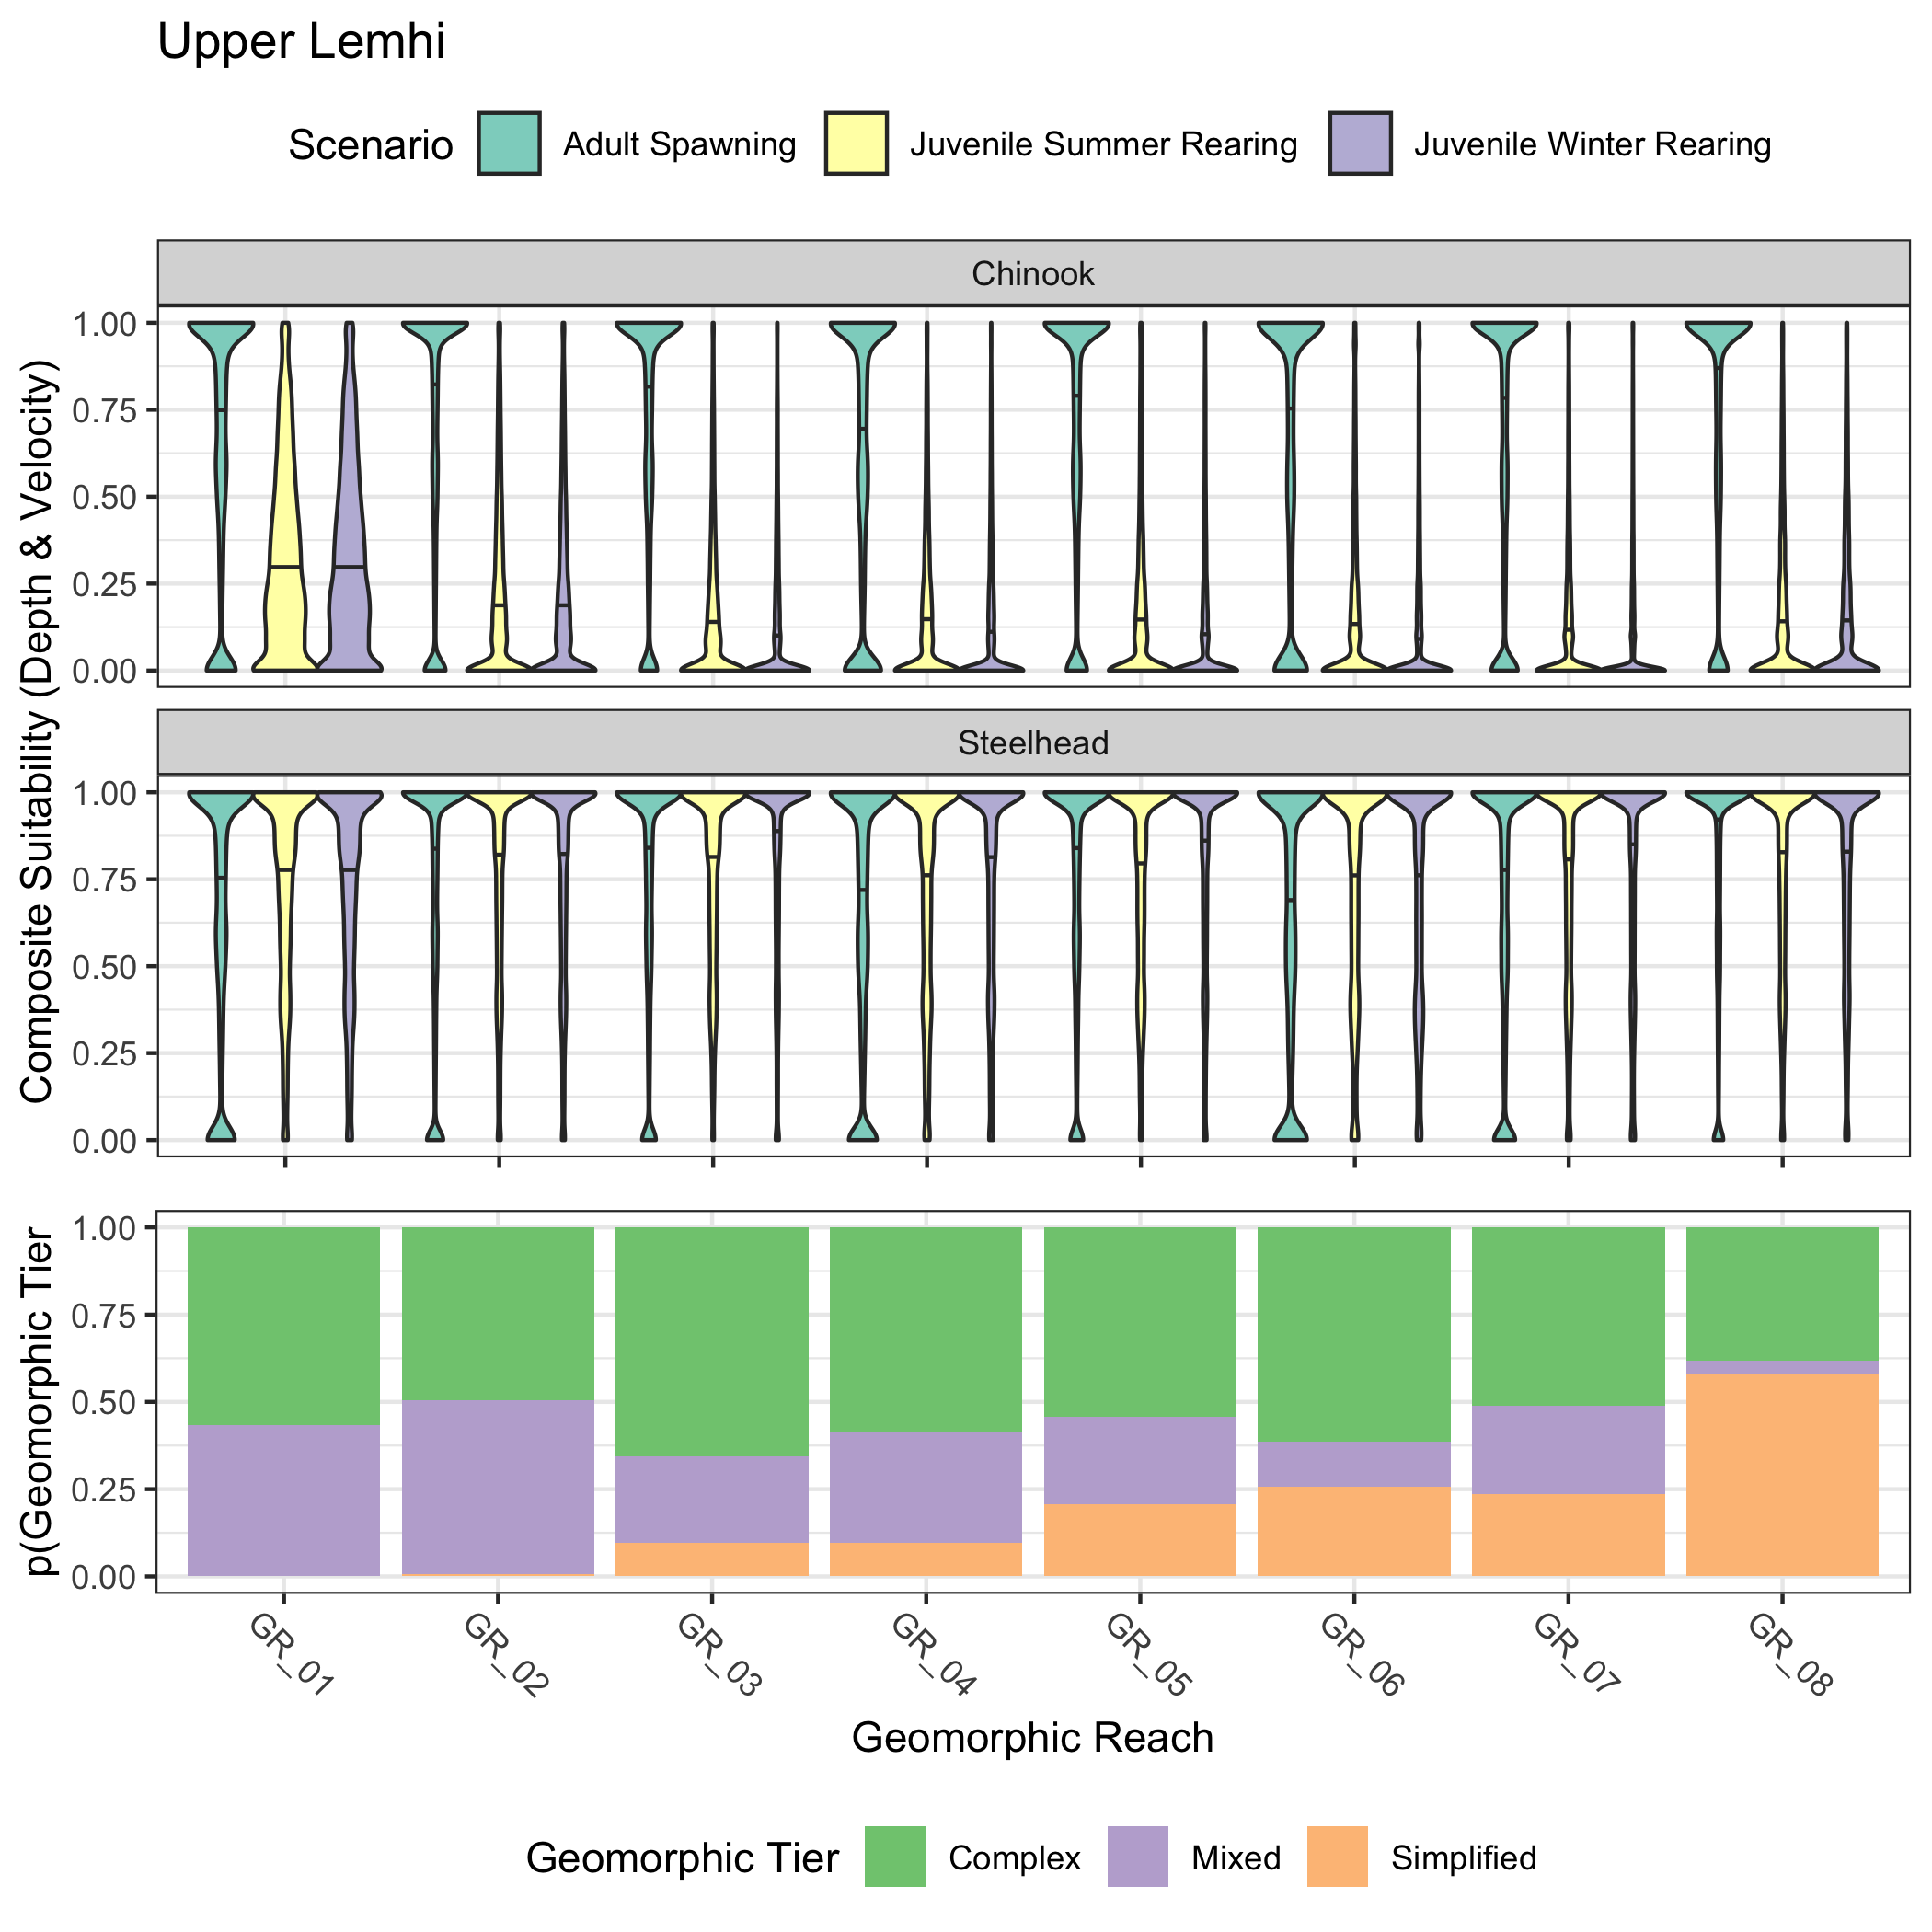 Upper Lemhi
Scenario Adult Spawning Juvenile Summer Rearing Juvenile Winter Rearing
Composite Suitability (Depth & Velocity)
Chinook
1.00
0.75
0.50
0.25
0.00
Steelhead
1.00
0.75
0.50
0.25
0.00
p(Geomorphic Tier
1.00
0.75
0.50
0.25
0.00
GR_01 GR_02 GR_03 GR_04 GR_05 GR_06 GR_07 GR_08
Geomorphic Reach
Geomorphic Tier Complex Mixed Simplified